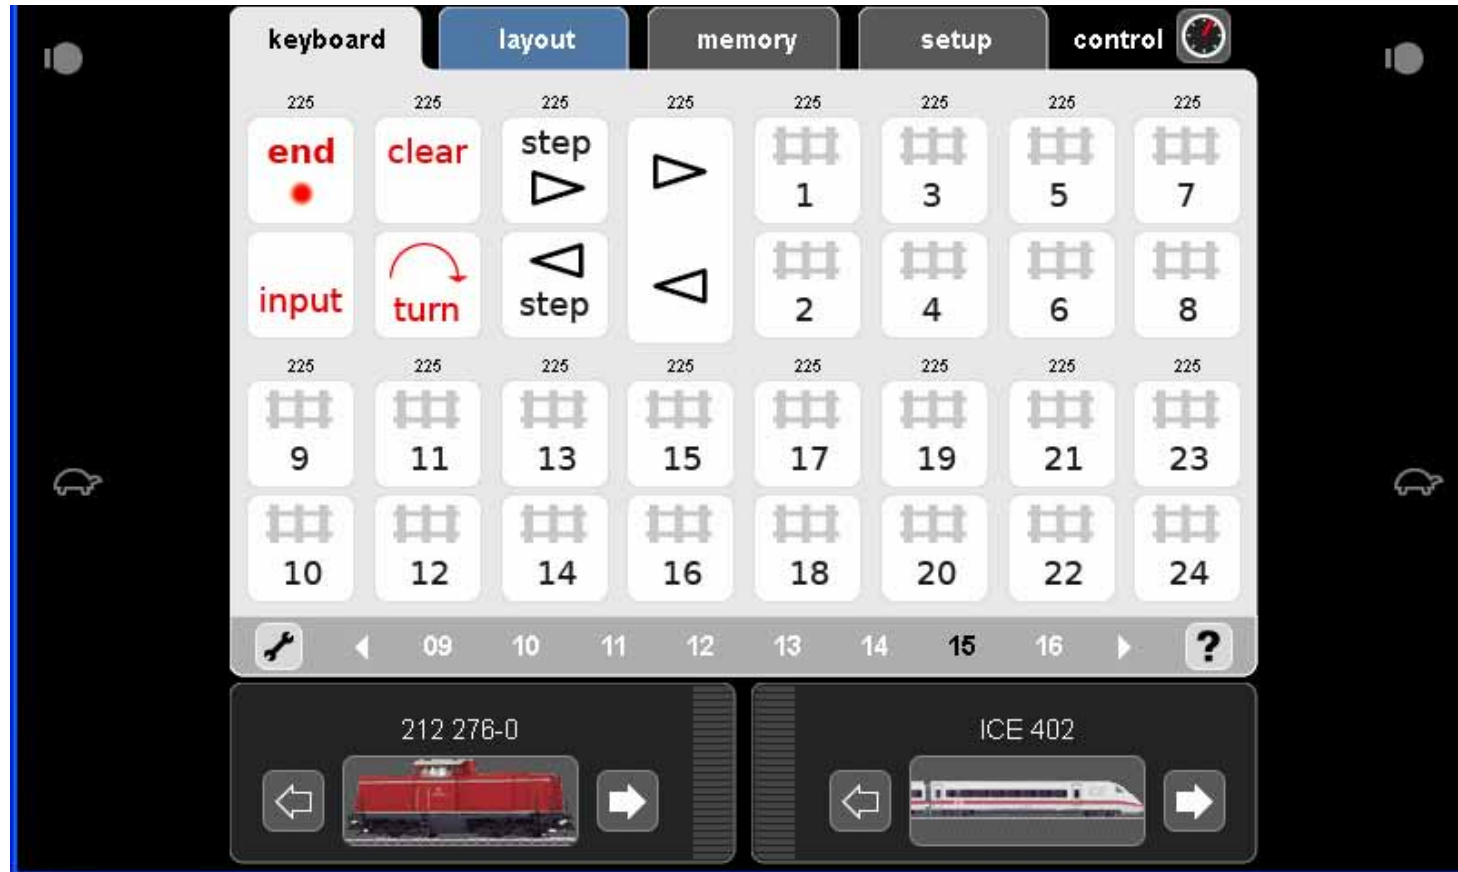 keyboard layout memory setup control
225 225 225 225 225 225 225 225
end clear step 1 3 5 7
input turn step 2 4 6 8
225 225 225 225 225 225 225 225
9 11 13 15 17 19 21 23
10 12 14 16 18 20 22 24
09 10 11 12 13 14 15 16 ?
212 276-0 ICE 402